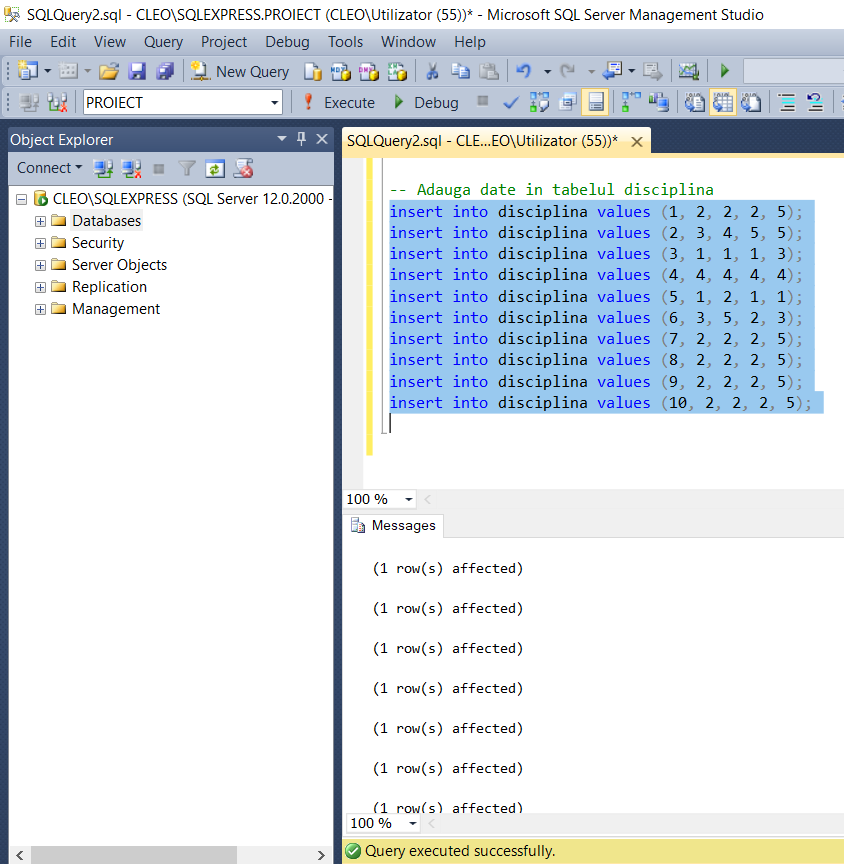 SQLQuery2.sql - CLEO\SQLEXPRESS.PROIECT (CLEO\Utilizator (55))* - Microsoft SQL Server Management Studio
File Edit View Query Project Debug Tools Window Help
New Query
PROIECT Execute Debug
Object Explorer
Connect
CLEO\SQLEXPRESS (SQL Server 12.0.2000 -
Databases
Security
Server Objects
Replication
Management
SQLQuery2.sql - CLE...EO\Utilizator (55))*
-- Adauga date in tabelul disciplina
insert into disciplina values (1, 2, 2, 2, 5);
insert into disciplina values (2, 3, 4, 5, 5);
insert into disciplina values (3, 1, 1, 1, 3);
insert into disciplina values (4, 4, 4, 4, 4);
insert into disciplina values (5, 1, 2, 1, 1);
insert into disciplina values (6, 3, 5, 2, 3);
insert into disciplina values (7, 2, 2, 2, 5);
insert into disciplina values (8, 2, 2, 2, 5);
insert into disciplina values (9, 2, 2, 2, 5);
insert into disciplina values (10, 2, 2, 2, 5);
100 %
Messages
(1 row(s) affected)
(1 row(s) affected)
(1 row(s) affected)
(1 row(s) affected)
(1 row(s) affected)
(1 row(s) affected)
(1 row(s) affected)
100 %
Query executed successfully.